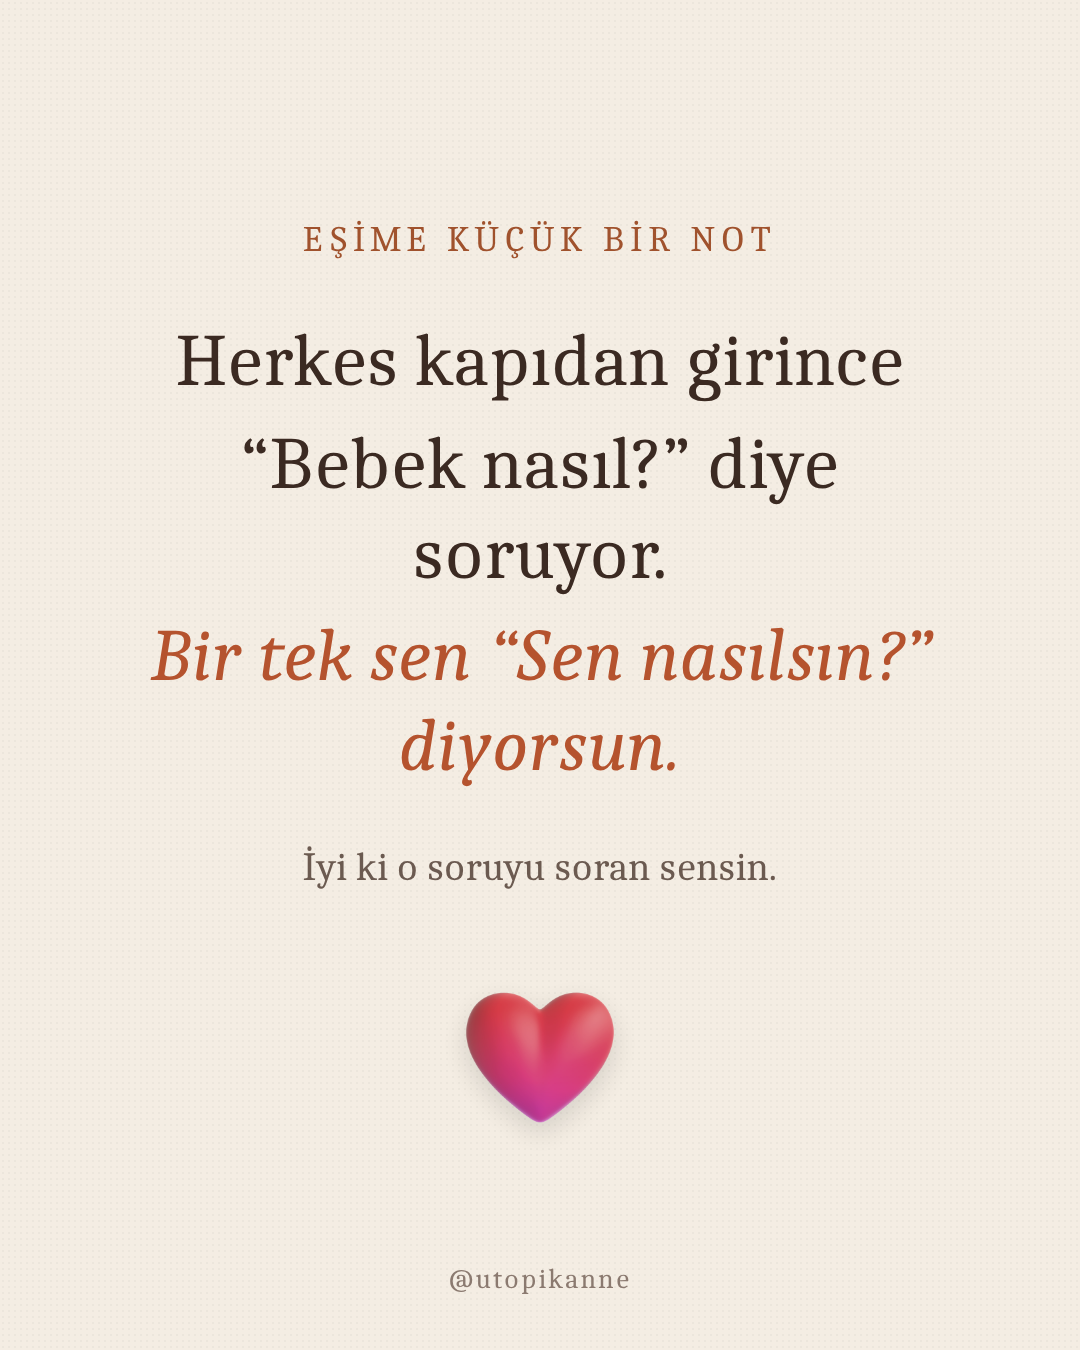 EŞİME KÜÇÜK BİR NOT
Herkes kapıdan girince
“Bebek nasıl?” diye
soruyor.
Bir tek sen “Sen nasılsın?”
diyorsun.
İyi ki o soruyu soran sensin.
@utopikanne